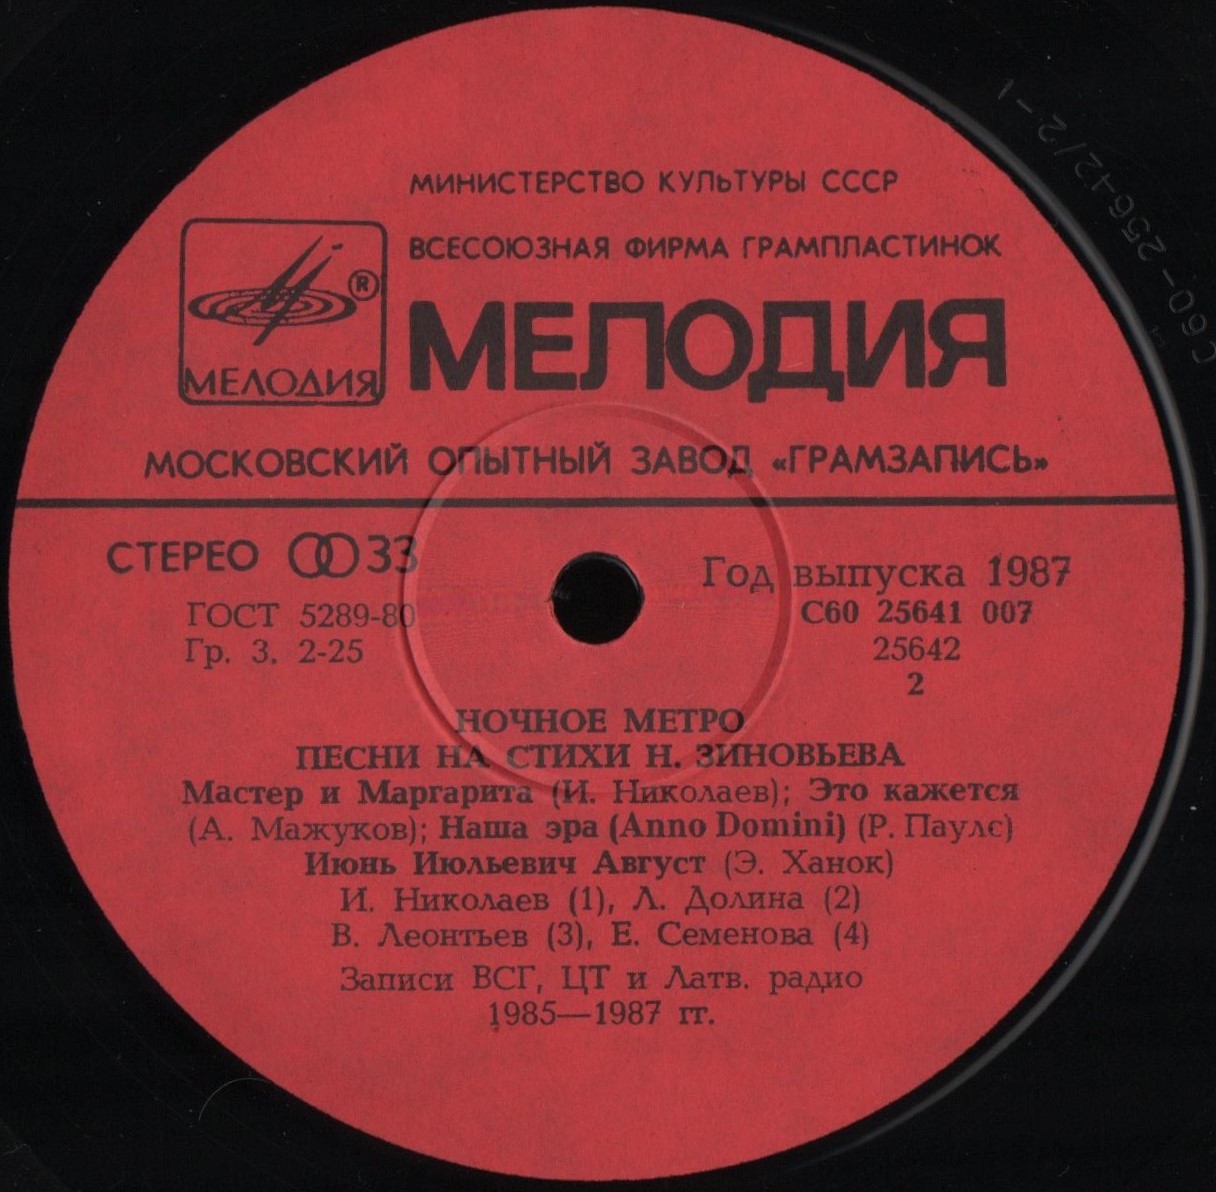 МИНИСТЕРСТВО КУЛЬТУРЫ СССР
ВСЕСОЮЗНАЯ ФИРМА ГРАМПЛАСТИНОК
МЕЛОДИЯ
®
МЕЛОДИЯ
МОСКОВСКИЙ ОПЫТНЫЙ ЗАВОД «ГРАМЗАПИСЬ»
СТЕРЕО 33
ГОСТ 5289-80
Гр. 3. 2-25
Год выпуска 1987
С60 25641 007
25642
2
НОЧНОЕ МЕТРО
ПЕСНИ НА СТИХИ Н. ЗИНОВЬЕВА
Мастер и Маргарита (И. Николаев); Это кажется
(А. Мажуков); Наша эра (Anno Domini) (Р. Паулс)
Июнь Июльевич Август (Э. Ханок)
И. Николаев (1), Л. Долина (2)
В. Леонтьев (3), Е. Семенова (4)
Записи ВСГ, ЦТ и Латв. радио
1985—1987 гг.
С60-25642/2-1